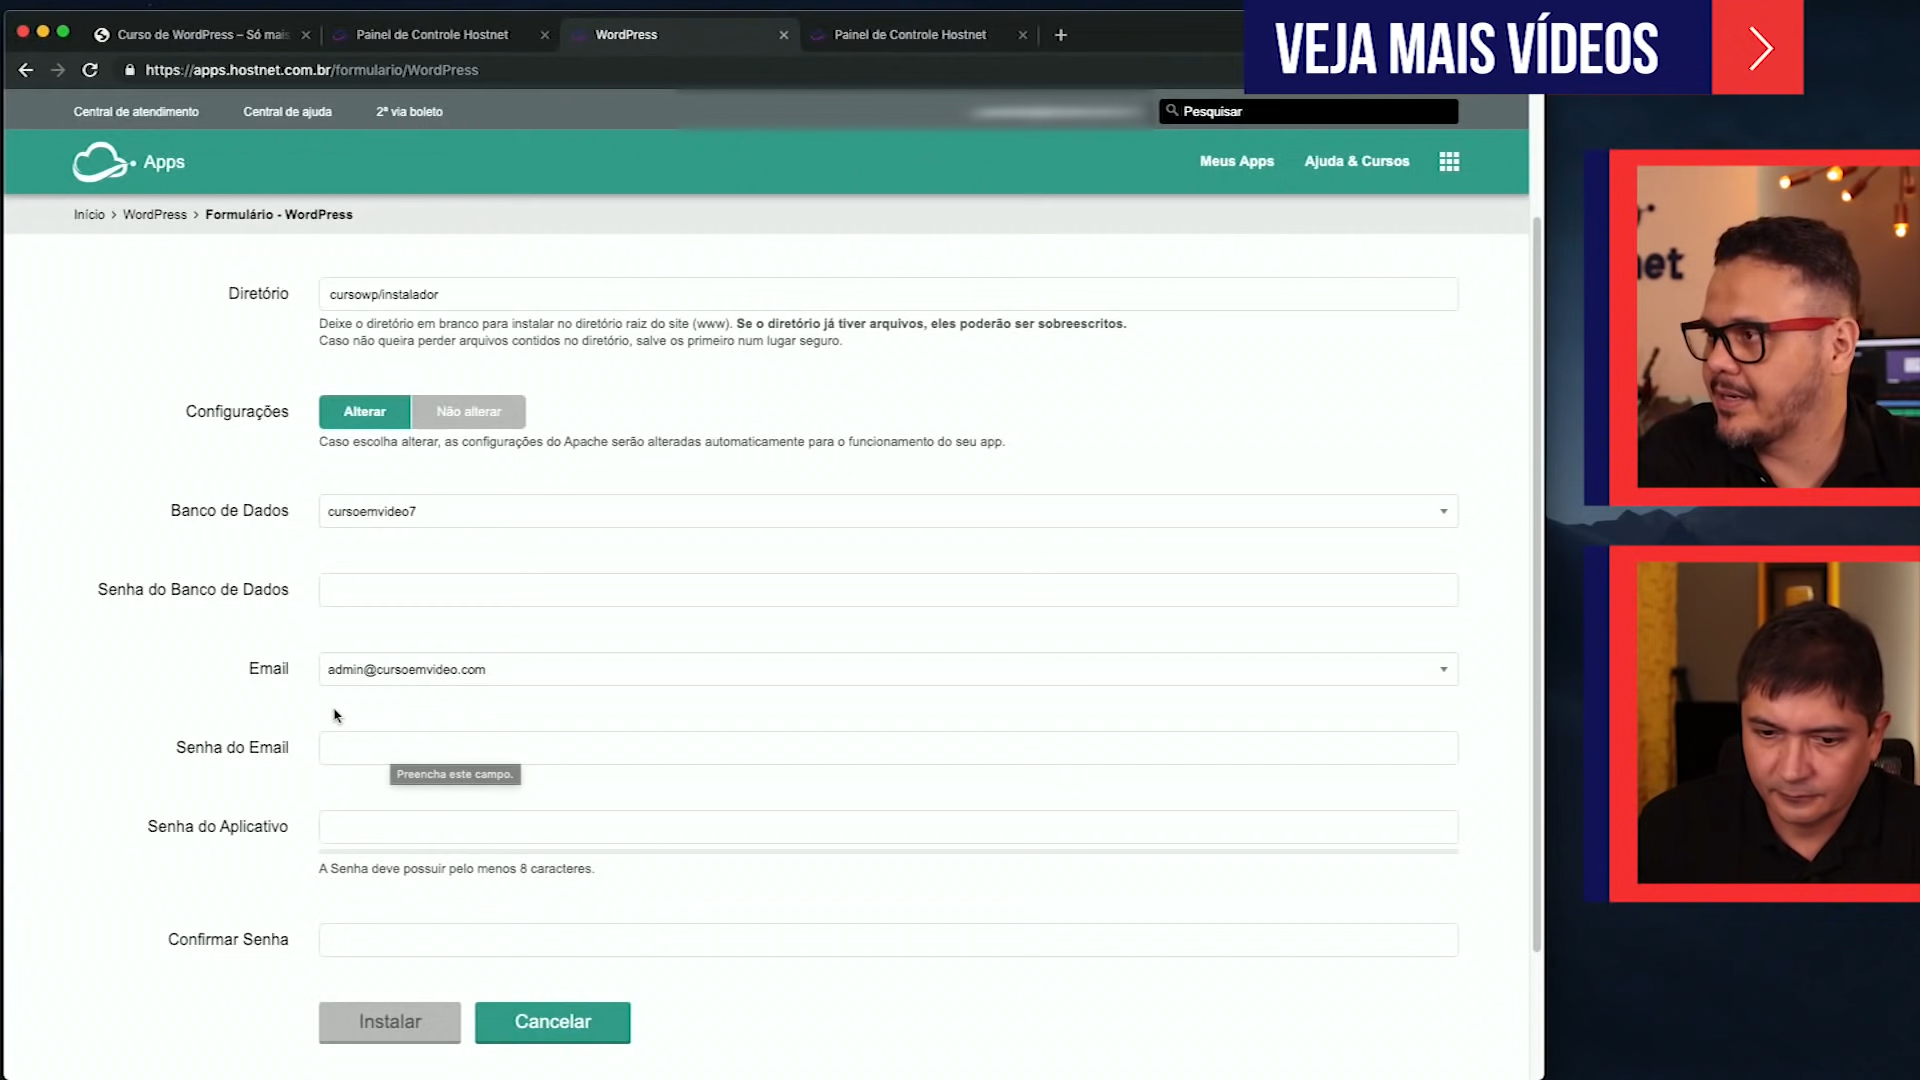 Curso de WordPress – Só mais
Painel de Controle Hostnet
WordPress
Painel de Controle Hostnet
VEJA MAIS VÍDEOS
https://apps.hostnet.com.br/formulario/WordPress
Central de atendimento
Central de ajuda
2ª via boleto
Pesquisar
Apps
Meus Apps
Ajuda & Cursos
Início > WordPress > Formulário - WordPress
Diretório
cursowp/instalador
Deixe o diretório em branco para instalar no diretório raiz do site (www). Se o diretório já tiver arquivos, eles poderão ser sobreescritos.
Caso não queira perder arquivos contidos no diretório, salve os primeiro num lugar seguro.
Configurações
Alterar
Não alterar
Caso escolha alterar, as configurações do Apache serão alteradas automaticamente para o funcionamento do seu app.
Banco de Dados
cursoemvideo7
Senha do Banco de Dados
Email
admin@cursoemvideo.com
Senha do Email
Preencha este campo.
Senha do Aplicativo
A Senha deve possuir pelo menos 8 caracteres.
Confirmar Senha
Instalar
Cancelar
et